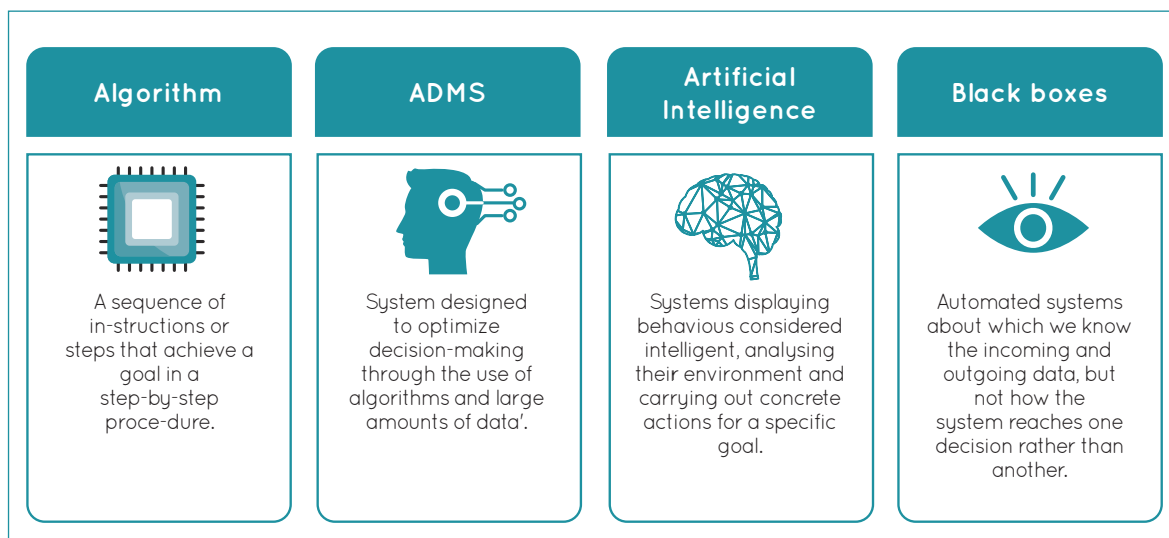 Algorithm
A sequence of
in-structions or
steps that achieve a
goal in a
step-by-step
proce-dure.
ADMS
System designed
to optimize
decision-making
through the use of
algorithms and large
amounts of data'.
Artificial
Intelligence
Systems displaying
behavious considered
intelligent, analysing
their environment and
carrying out concrete
actions for a specific
goal.
Black boxes
Automated systems
about which we know
the incoming and
outgoing data, but
not how the
system reaches one
decision rather than
another.